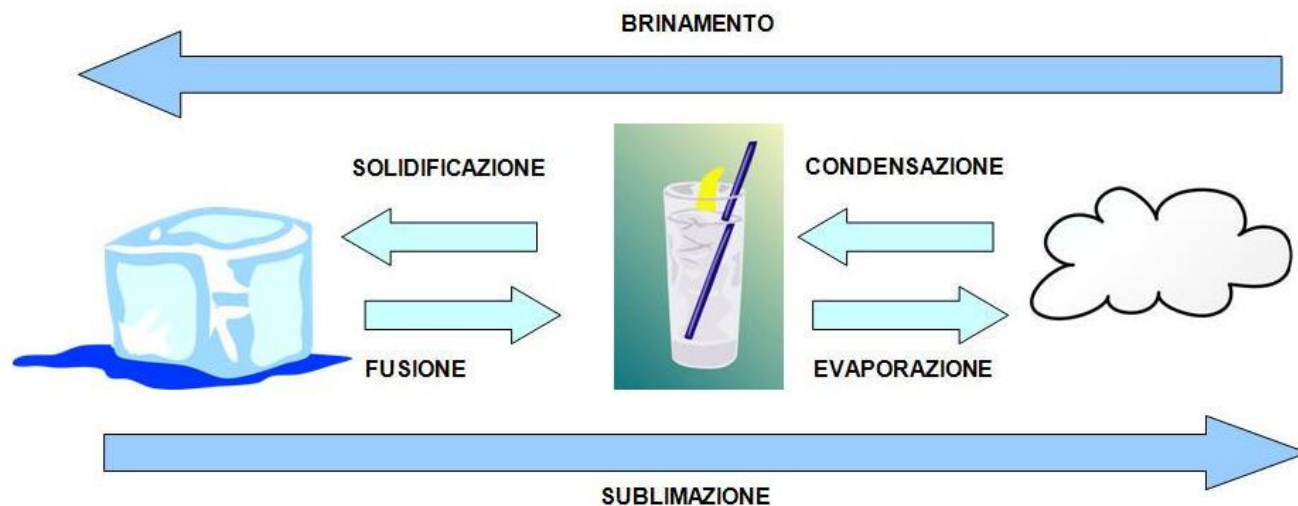 BRINAMENTO
SOLIDIFICAZIONE
CONDENSAZIONE
FUSIONE
EVAPORAZIONE
SUBLIMAZIONE